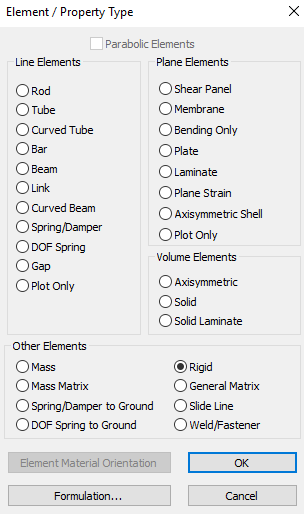 Element / Property Type
Parabolic Elements
Line Elements
Rod
Tube
Curved Tube
Bar
Beam
Link
Curved Beam
Spring/Damper
DOF Spring
Gap
Plot Only
Plane Elements
Shear Panel
Membrane
Bending Only
Plate
Laminate
Plane Strain
Axisymmetric Shell
Plot Only
Volume Elements
Axisymmetric
Solid
Solid Laminate
Other Elements
Mass
Mass Matrix
Spring/Damper to Ground
DOF Spring to Ground
Rigid
General Matrix
Slide Line
Weld/Fastener
Element Material Orientation
OK
Formulation...
Cancel